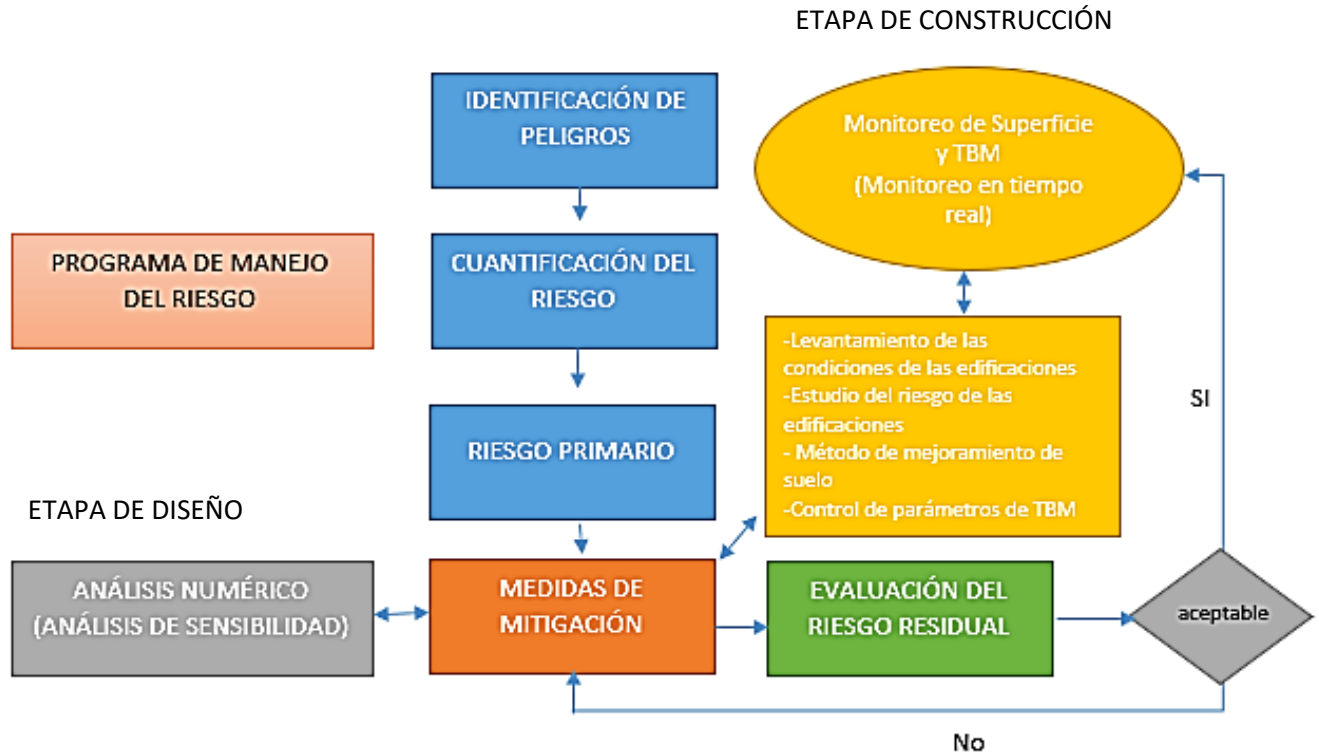 ETAPA DE CONSTRUCCIÓN
IDENTIFICACIÓN DE
PELIGROS
Monitoreo de Superficie
y TBM
(Monitoreo en tiempo
real)
PROGRAMA DE MANEJO
DEL RIESGO
CUANTIFICACIÓN DEL
RIESGO
-Levantamiento de las
condiciones de las edificaciones
-Estudio del riesgo de las
edificaciones
- Método de mejoramiento de
suelo
-Control de parámetros de TBM
SI
RIESGO PRIMARIO
ETAPA DE DISEÑO
ANÁLISIS NUMÉRICO
(ANÁLISIS DE SENSIBILIDAD)
MEDIDAS DE
MITIGACIÓN
EVALUACIÓN DEL
RIESGO RESIDUAL
aceptable
No